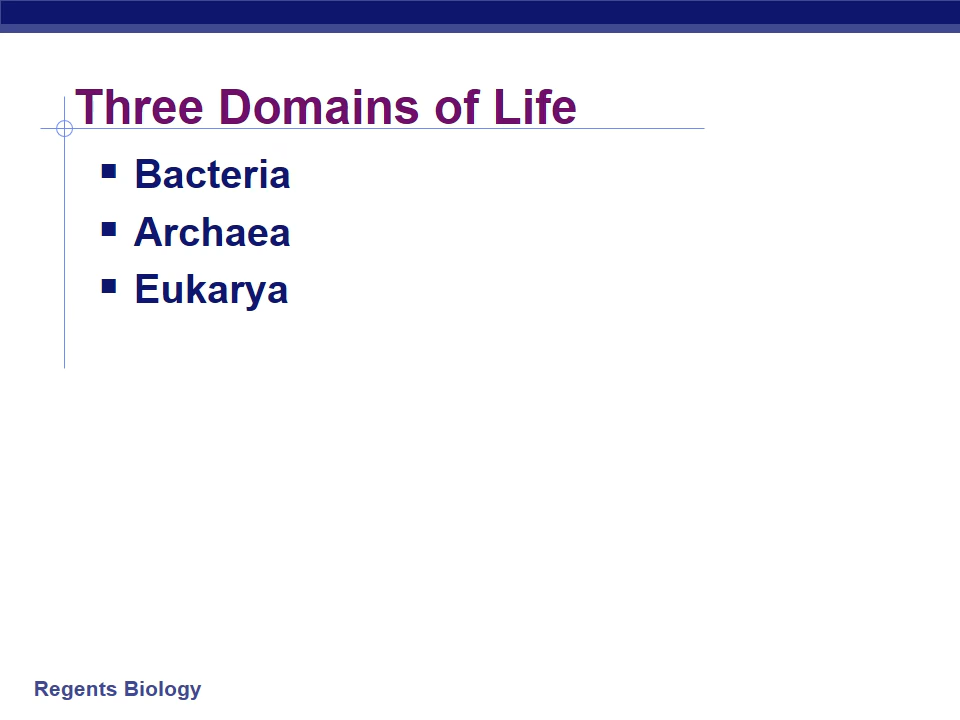 Three Domains of Life
Bacteria
Archaea
Eukarya
Regents Biology